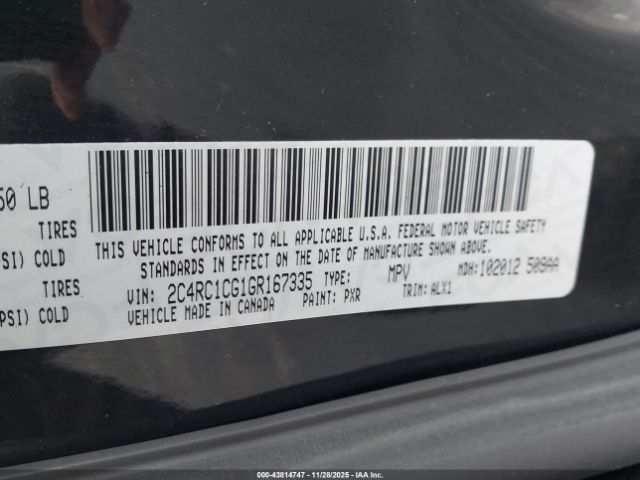 50 LB
TIRES
PSI) COLD
TIRES
PSI) COLD
THIS VEHICLE CONFORMS TO ALL APPLICABLE U.S.A. FEDERAL MOTOR VEHICLE SAFETY
STANDARDS IN EFFECT ON THE DATE OF MANUFACTURE SHOWN ABOVE.
VIN: 2C4RC1CG1GR167335 TYPE: MPV MDH:102012 509AA
VEHICLE MADE IN CANADA PAINT: PXR TRIM: ALX1
000-43814747 | 11/28/2025 | IAA Inc.